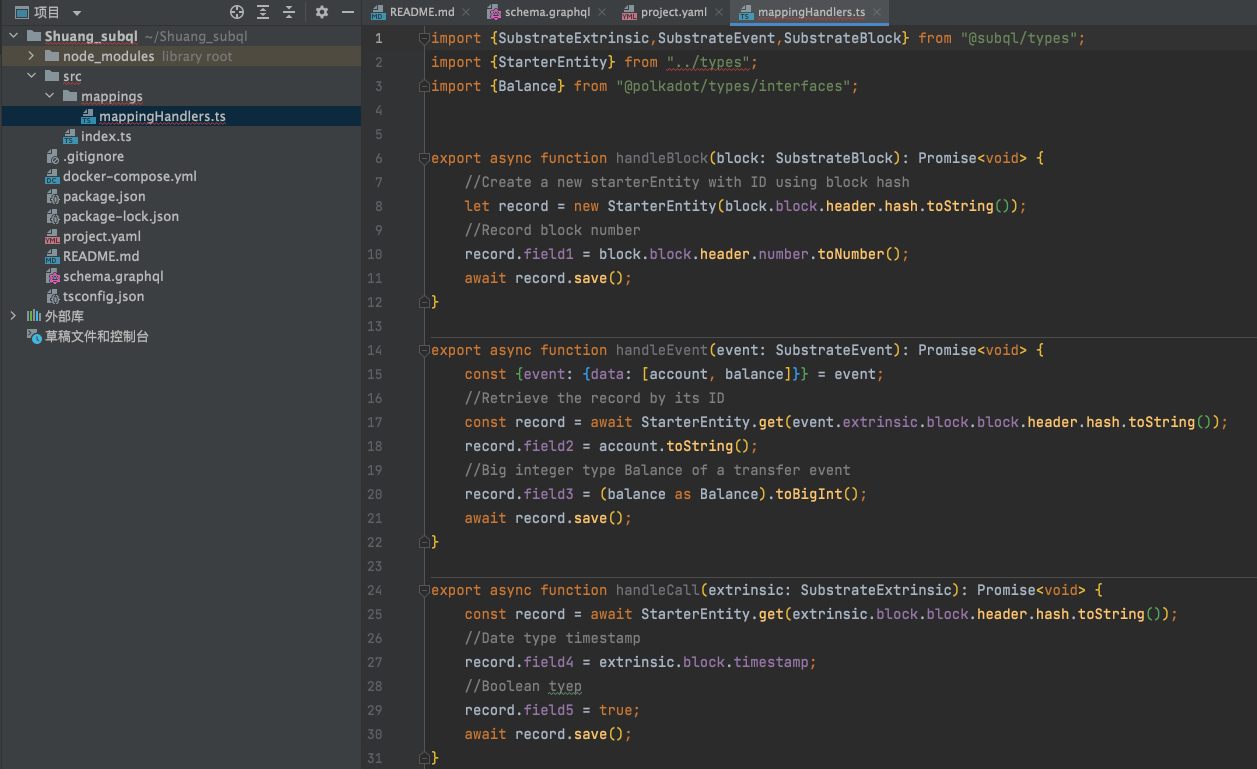 项目
README.md
schema.graphql
project.yaml
mappingHandlers.ts
Shuang_subql ~/Shuang_subql
node_modules library root
src
mappings
mappingHandlers.ts
index.ts
.gitignore
docker-compose.yml
package.json
package-lock.json
project.yaml
README.md
schema.graphql
tsconfig.json
外部库
草稿文件和控制台
1 import {SubstrateExtrinsic,SubstrateEvent,SubstrateBlock} from "@subql/types";
2 import {StarterEntity} from "../types";
3 import {Balance} from "@polkadot/types/interfaces";
4
5
6 export async function handleBlock(block: SubstrateBlock): Promise<void> {
7 //Create a new starterEntity with ID using block hash
8 let record = new StarterEntity(block.block.header.hash.toString());
9 //Record block number
10 record.field1 = block.block.header.number.toNumber();
11 await record.save();
12 }
13
14 export async function handleEvent(event: SubstrateEvent): Promise<void> {
15 const {event: {data: [account, balance]}} = event;
16 //Retrieve the record by its ID
17 const record = await StarterEntity.get(event.extrinsic.block.block.header.hash.toString());
18 record.field2 = account.toString();
19 //Big integer type Balance of a transfer event
20 record.field3 = (balance as Balance).toBigInt();
21 await record.save();
22 }
23
24 export async function handleCall(extrinsic: SubstrateExtrinsic): Promise<void> {
25 const record = await StarterEntity.get(extrinsic.block.block.header.hash.toString());
26 //Date type timestamp
27 record.field4 = extrinsic.block.timestamp;
28 //Boolean tyep
29 record.field5 = true;
30 await record.save();
31 }